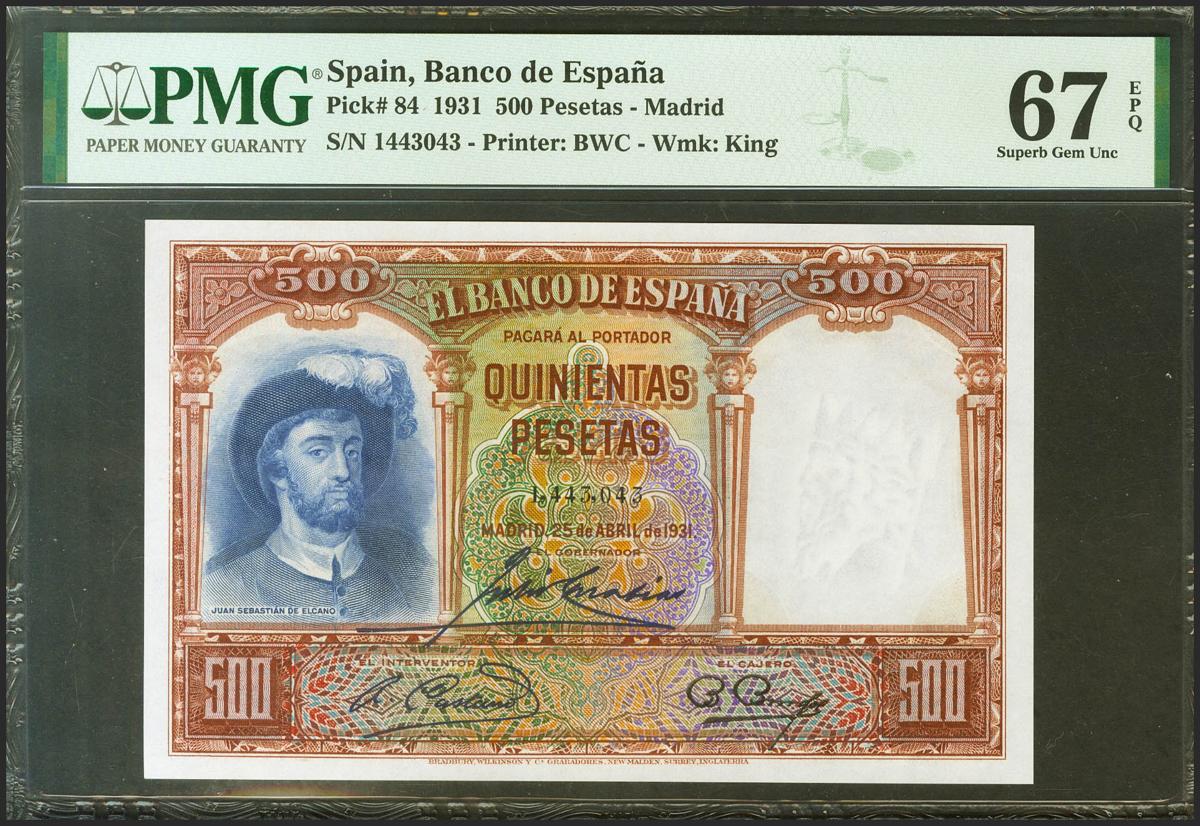 PMG®
PAPER MONEY GUARANTY
Spain, Banco de España
Pick# 84 1931 500 Pesetas - Madrid
S/N 1443043 - Printer: BWC - Wmk: King
67
EPQ
Superb Gem Unc
500
500
EL BANCO DE ESPAÑA
PAGARÁ AL PORTADOR
QUINIENTAS
PESETAS
1,443,043
MADRID, 25 de ABRIL de 1931.
EL GOBERNADOR
JUAN SEBASTIÁN DE ELCANO
EL INTERVENTOR
EL CAJERO
500
500
BRADBURY, WILKINSON Y Cª GRABADORES, NEW MALDEN, SURREY, INGLATERRA